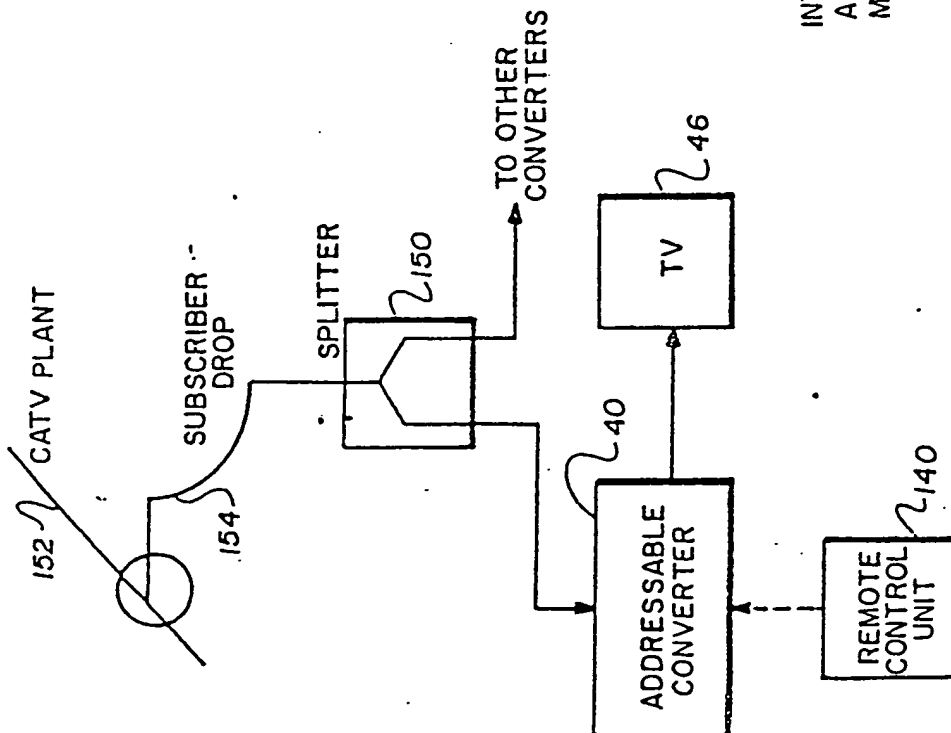 152
CATV PLANT
154
SUBSCRIBER
DROP
SPLITTER
150
TO OTHER
CONVERTERS
40
ADDRESSABLE
CONVERTER
TV
46
REMOTE
CONTROL
UNIT
140
IN
A
M